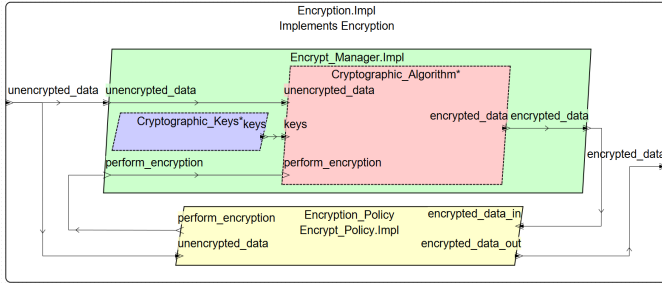 Encryption.Impl
Implements Encryption
Encrypt_Manager.Impl
Cryptographic_Algorithm*
unencrypted_data
unencrypted_data
unencrypted_data
Cryptographic_Keys*
keys
keys
encrypted_data
encrypted_data
encrypted_data
perform_encryption
perform_encryption
perform_encryption
Encryption_Policy
Encrypt_Policy.Impl
encrypted_data_in
unencrypted_data
encrypted_data_out